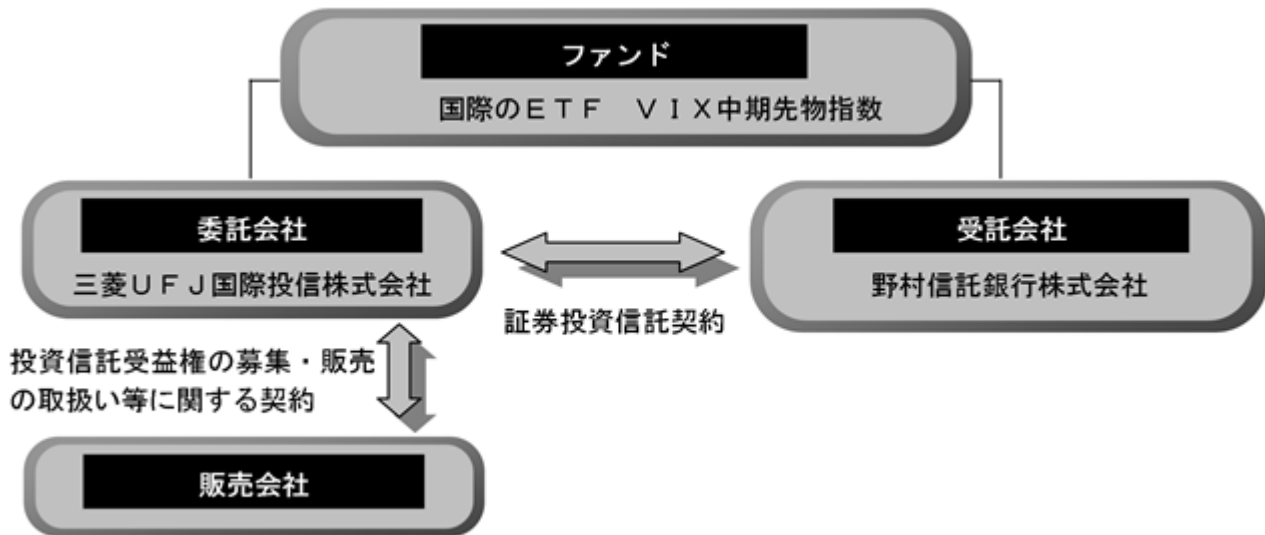 ファンド
国際のＥＴＦ　ＶＩＸ中期先物指数
委託会社
三菱ＵＦＪ国際投信株式会社
受託会社
野村信託銀行株式会社
証券投資信託契約
投資信託受益権の募集・販売
の取扱い等に関する契約
販売会社